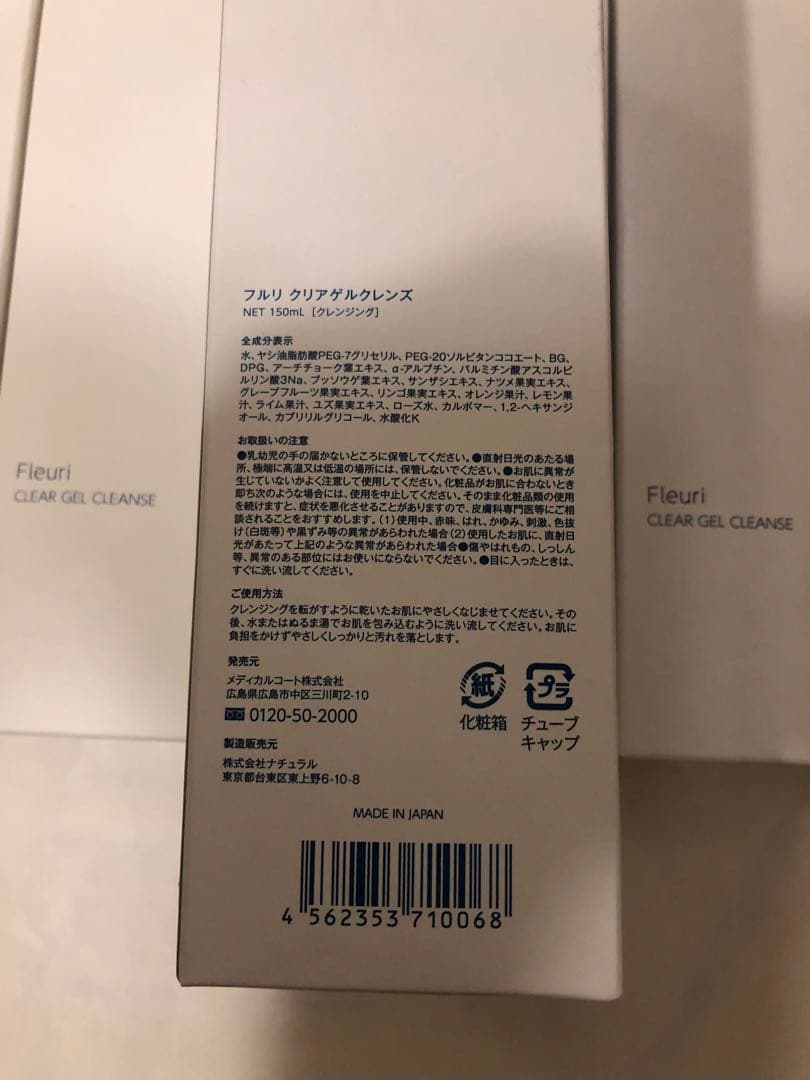 フルリ クリアゲルクレンズ
NET 150mL [クレンジング]
全成分表示
水、ヤシ油脂肪酸PEG-7グリセリル、PEG-20ソルビタンココエート、BG、
DPG、アーチチョーク葉エキス、α-アルブチン、パルミチン酸アスコルビ
ルリン酸3Na、ブッソウゲ葉エキス、サンザシエキス、ナツメ果実エキス、
グレープフルーツ果実エキス、リンゴ果実エキス、オレンジ果汁、レモン果
汁、ライム果汁、ユズ果実エキス、ローズ水、カルボマー、1,2-ヘキサンジ
オール、カプリリルグリコール、水酸化K
お取扱いの注意
●乳幼児の手の届かないところに保管してください。●直射日光のあたる場
所、極端に高温又は低温の場所には、保管しないでください。●お肌に異常が
生じていないかよく注意して使用してください。化粧品がお肌に合わないとき
即ち次のような場合には、使用を中止してください。そのまま化粧品類の使用
を続けますと、症状を悪化させることがありますので、皮膚科専門医等にご相
談されることをおすすめします。(1)使用中、赤味、はれ、かゆみ、刺激、色抜
け(白斑等)や黒ずみ等の異常があらわれた場合(2)使用したお肌に、直射日
光があたって上記のような異常があらわれた場合●傷やはれもの、しっしん
等、異常のある部位にはお使いにならないでください。●目に入ったときは、
すぐに洗い流してください。
ご使用方法
クレンジングを転がすように乾いたお肌にやさしくなじませてください。その
後、水またはぬるま湯でお肌を包み込むように洗い流してください。お肌に
負担をかけずやさしくしっかりと汚れを落とします。
発売元
メディカルコート株式会社
広島県広島市中区三川町2-10
0120-50-2000
製造販売元
株式会社ナチュラル
東京都台東区東上野6-10-8
紙
化粧箱
プラ
チューブ
キャップ
MADE IN JAPAN
4 562353 710068
Fleuri
CLEAR GEL CLEANSE
Fleuri
CLEAR GEL CLEANSE